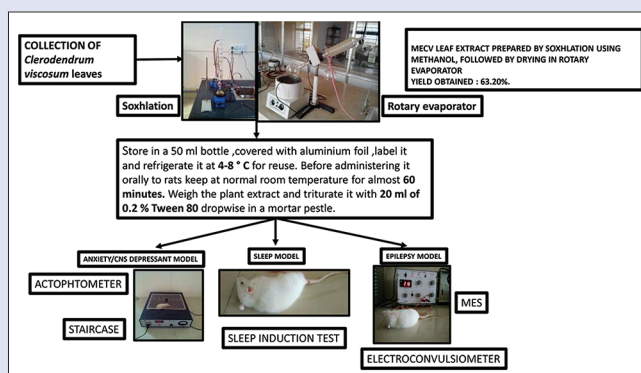 COLLECTION OF
Clerodendrum
viscosum leaves
MECV LEAF EXTRACT PREPARED BY SOXHLATION USING
METHANOL, FOLLOWED BY DRYING IN ROTARY
EVAPORATOR
YIELD OBTAINED : 63.20%.
Soxhlation
Rotary evaporator
Store in a 50 ml bottle ,covered with aluminium foil ,label it
and refrigerate it at 4-8 ° C for reuse. Before administering it
orally to rats keep at normal room temperature for almost 60
minutes. Weigh the plant extract and triturate it with 20 ml of
0.2 % Tween 80 dropwise in a mortar pestle.
ANXIETY/CNS DEPRESSANT MODEL
SLEEP MODEL
EPILEPSY MODEL
ACTOPHTOMETER
STAIRCASE
SLEEP INDUCTION TEST
MES
ELECTROCONVULSIOMETER